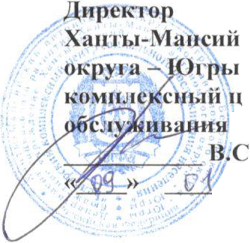 Директор
Ханты-Мансий
округа – Югры
комплексный ц
обслуживания
В.С
« 09 » 01